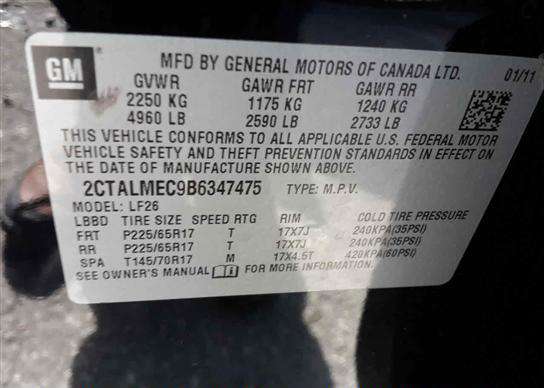 GM
MFD BY GENERAL MOTORS OF CANADA LTD. 01/11
GVWR GAWR FRT GAWR RR
2250 KG 1175 KG 1240 KG
4960 LB 2590 LB 2733 LB
THIS VEHICLE CONFORMS TO ALL APPLICABLE U.S. FEDERAL MOTOR
VEHICLE SAFETY AND THEFT PREVENTION STANDARDS IN EFFECT ON
THE DATE OF MANUFACTURE SHOWN ABOVE.
2CTALMEC9B6347475 TYPE: M.P.V.
MODEL: LF26
LBBD TIRE SIZE SPEED RTG RIM COLD TIRE PRESSURE
FRT P225/65R17 T 17X7J 240KPA(35PSI)
RR P225/65R17 T 17X7J 240KPA(35PSI)
SPA T145/70R17 M 17X4.5T 420KPA(60PSI)
SEE OWNER'S MANUAL FOR MORE INFORMATION.